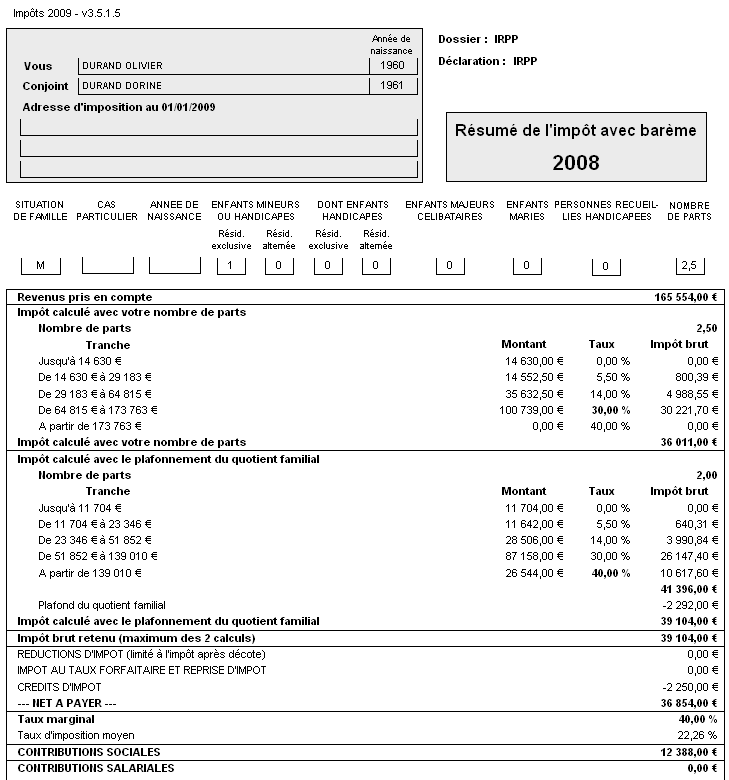 Impôts 2009 - v3.5.1.5
Année de naissance
Vous DURAND OLIVIER 1960
Conjoint DURAND DORINE 1961
Adresse d'imposition au 01/01/2009
Dossier : IRPP
Déclaration : IRPP
Résumé de l'impôt avec barème
2008
SITUATION CAS ANNEE DE ENFANTS MINEURS DONT ENFANTS ENFANTS MAJEURS ENFANTS PERSONNES RECUEIL- NOMBRE
DE FAMILLE PARTICULIER NAISSANCE OU HANDICAPES HANDICAPES CELIBATAIRES MARIES LIES HANDICAPEES DE PARTS
Résid. Résid. Résid. Résid.
exclusive alternée exclusive alternée
M 1 0 0 0 0 0 0 2,5
Revenus pris en compte 165 554,00 €
Impôt calculé avec votre nombre de parts
Nombre de parts 2,50
Tranche Montant Taux Impôt brut
Jusqu'à 14 630 € 14 630,00 € 0,00 % 0,00 €
De 14 630 € à 29 183 € 14 552,50 € 5,50 % 800,39 €
De 29 183 € à 64 815 € 35 632,50 € 14,00 % 4 988,55 €
De 64 815 € à 173 763 € 100 739,00 € 30,00 % 30 221,70 €
A partir de 173 763 € 0,00 € 40,00 % 0,00 €
Impôt calculé avec votre nombre de parts 36 011,00 €
Impôt calculé avec le plafonnement du quotient familial
Nombre de parts 2,00
Tranche Montant Taux Impôt brut
Jusqu'à 11 704 € 11 704,00 € 0,00 % 0,00 €
De 11 704 € à 23 346 € 11 642,00 € 5,50 % 640,31 €
De 23 346 € à 51 852 € 28 506,00 € 14,00 % 3 990,84 €
De 51 852 € à 139 010 € 87 158,00 € 30,00 % 26 147,40 €
A partir de 139 010 € 26 544,00 € 40,00 % 10 617,60 €
41 396,00 €
Plafond du quotient familial -2 292,00 €
Impôt calculé avec le plafonnement du quotient familial 39 104,00 €
Impôt brut retenu (maximum des 2 calculs) 39 104,00 €
REDUCTIONS D'IMPOT (limité à l'impôt après décote) 0,00 €
IMPOT AU TAUX FORFAITAIRE ET REPRISE D'IMPOT 0,00 €
CREDITS D'IMPOT -2 250,00 €
--- NET A PAYER --- 36 854,00 €
Taux marginal 40,00 %
Taux d'imposition moyen 22,26 %
CONTRIBUTIONS SOCIALES 12 388,00 €
CONTRIBUTIONS SALARIALES 0,00 €